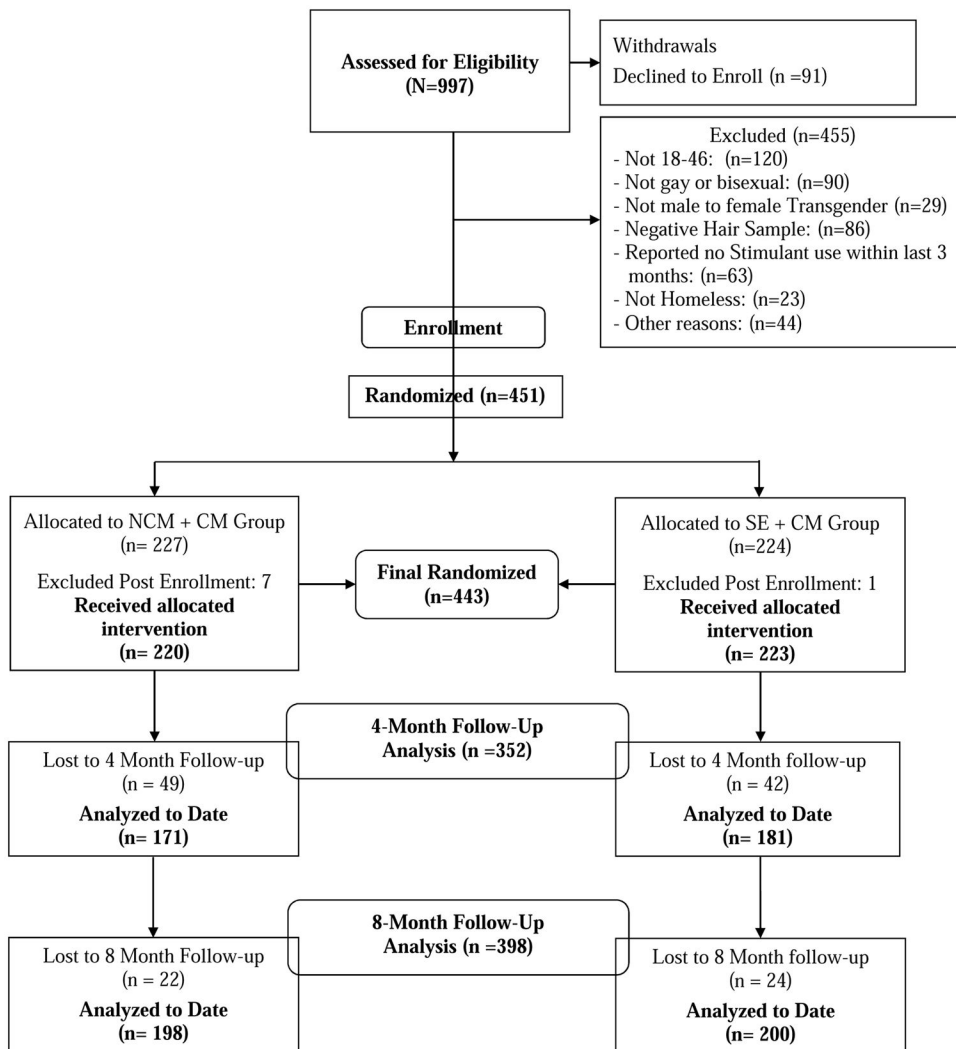 Assessed for Eligibility
(N=997)
Withdrawals
Declined to Enroll (n =91)
Excluded (n=455)
- Not 18-46: (n=120)
- Not gay or bisexual: (n=90)
- Not male to female Transgender (n=29)
- Negative Hair Sample: (n=86)
- Reported no Stimulant use within last 3
months: (n=63)
- Not Homeless: (n=23)
- Other reasons: (n=44)
Enrollment
Randomized (n=451)
Allocated to NCM + CM Group
(n= 227)
Excluded Post Enrollment: 7
Received allocated
intervention
(n= 220)
Final Randomized
(n=443)
Allocated to SE + CM Group
(n=224)
Excluded Post Enrollment: 1
Received allocated
intervention
(n= 223)
4-Month Follow-Up
Analysis (n =352)
Lost to 4 Month Follow-up
(n = 49)
Analyzed to Date
(n= 171)
Lost to 4 Month follow-up
(n = 42)
Analyzed to Date
(n= 181)
8-Month Follow-Up
Analysis (n =398)
Lost to 8 Month Follow-up
(n = 22)
Analyzed to Date
(n= 198)
Lost to 8 Month follow-up
(n = 24)
Analyzed to Date
(n= 200)